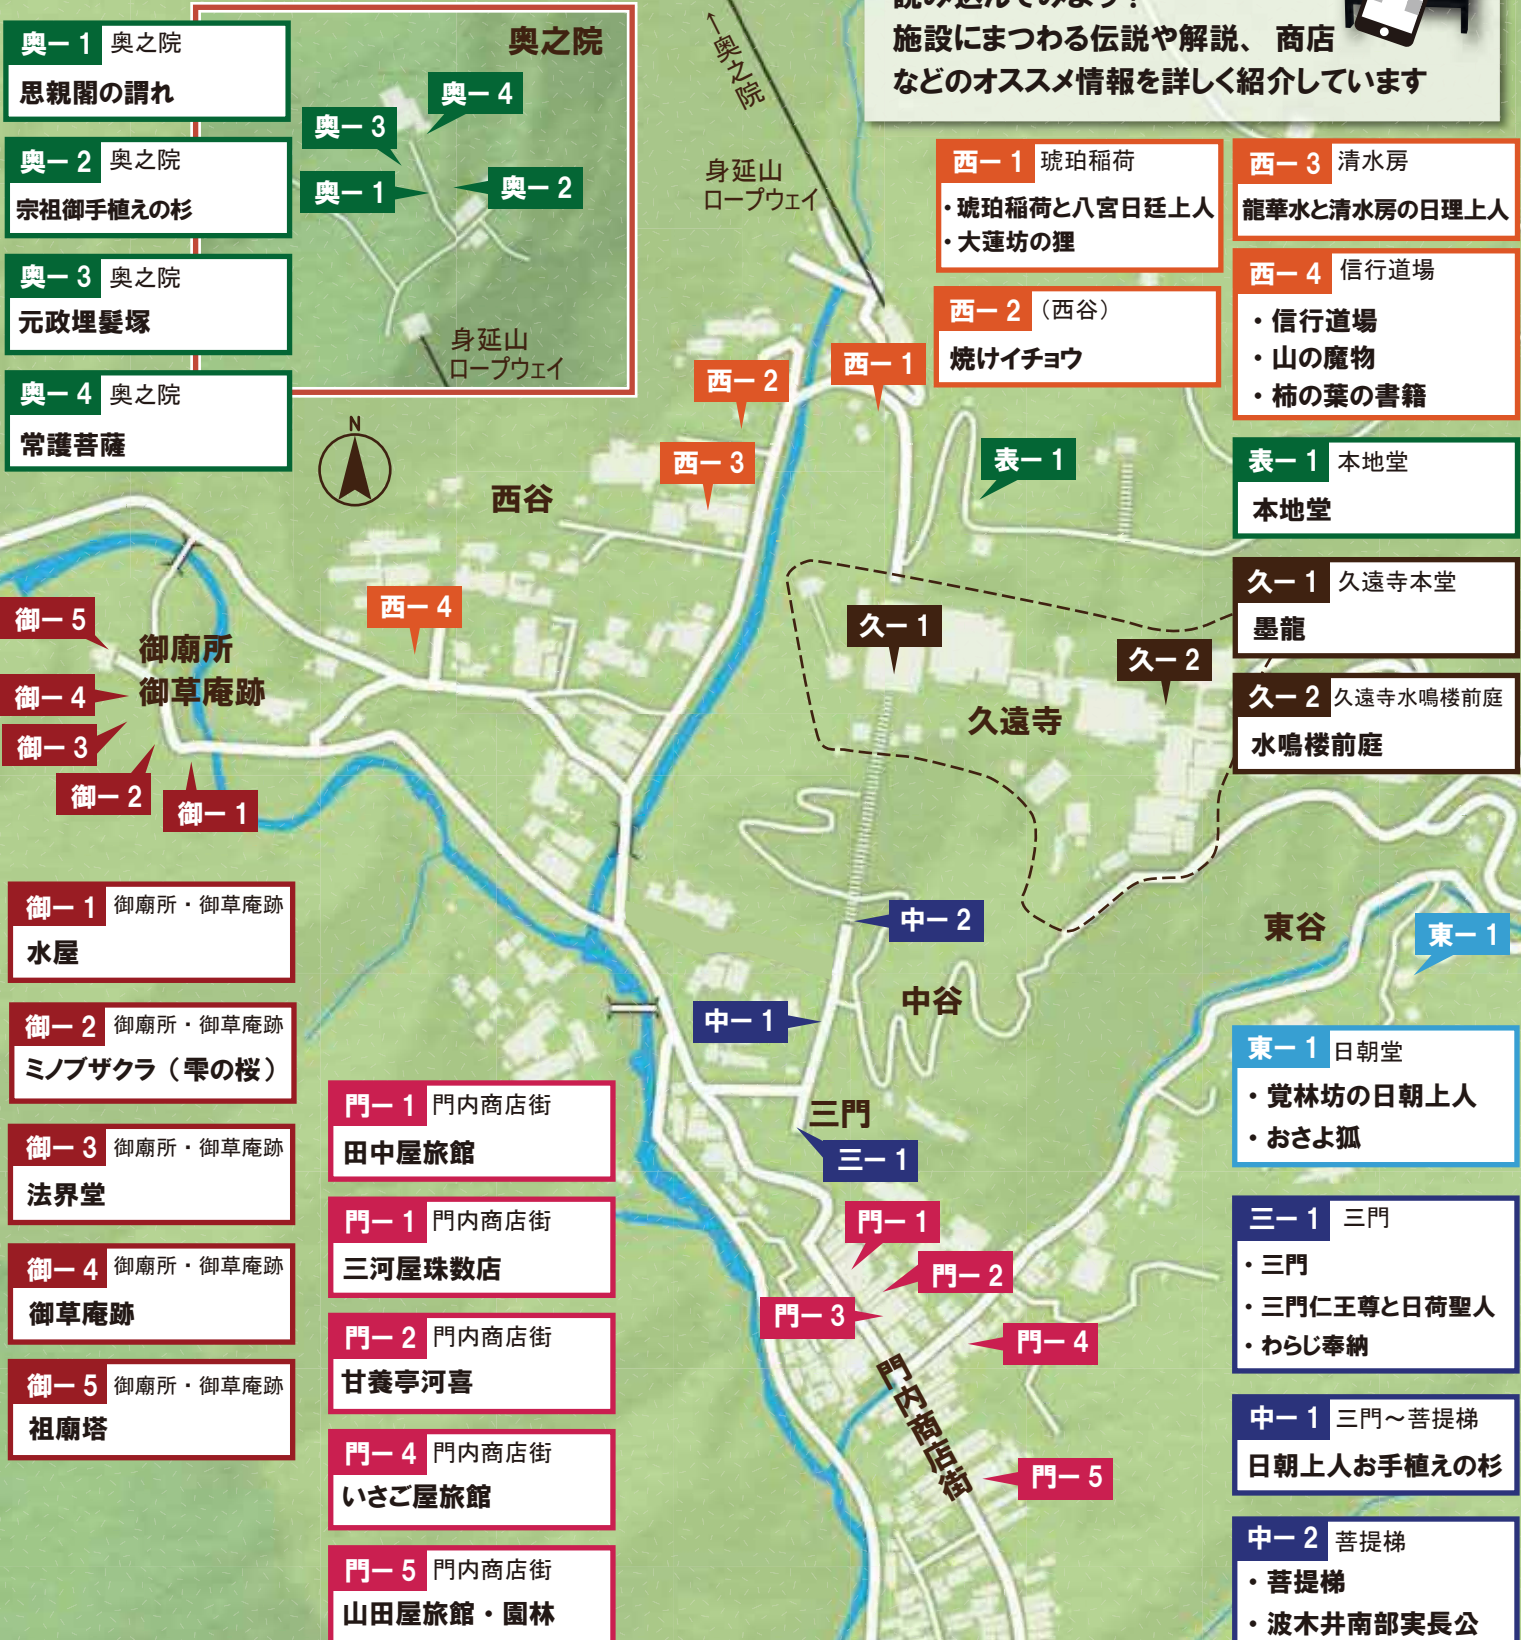 施設にまつわる伝説や解説、 商店
などのオススメ情報を詳しく紹介しています
奥ー 1 奥之院
思親閣の謂れ
奥ー 2 奥之院
宗祖御手植えの杉
奥ー 3 奥之院
元政埋髪塚
奥ー 4 奥之院
常護菩薩
奥之院
奥ー 4
奥ー 3
奥ー 1
奥ー 2
身延山
ロープウェイ
←奥之院
身延山
ロープウェイ
西ー 1 琥珀稲荷
・琥珀稲荷と八宮日廷上人
・大蓮坊の狸
西ー 2 （西谷）
焼けイチョウ
西ー 3 清水房
龍華水と清水房の日理上人
西ー 4 信行道場
・信行道場
・山の魔物
・柿の葉の書籍
表ー 1 本地堂
本地堂
久ー 1 久遠寺本堂
墨龍
久ー 2 久遠寺水鳴楼前庭
水鳴楼前庭
N
西ー 1
西ー 2
西ー 3
表ー 1
西谷
西ー 4
御ー 5
御廟所
御草庵跡
御ー 4
御ー 3
御ー 2
御ー 1
久ー 1
久ー 2
久遠寺
中ー 2
東谷
東ー 1
中谷
中ー 1
三門
三ー 1
門ー 1
門ー 2
門ー 3
門ー 4
門内商店街
門ー 5
御ー 1 御廟所・御草庵跡
水屋
御ー 2 御廟所・御草庵跡
ミノブザクラ（雫の桜）
御ー 3 御廟所・御草庵跡
法界堂
御ー 4 御廟所・御草庵跡
御草庵跡
御ー 5 御廟所・御草庵跡
祖廟塔
門ー 1 門内商店街
田中屋旅館
門ー 1 門内商店街
三河屋珠数店
門ー 2 門内商店街
甘養亭河喜
門ー 4 門内商店街
いさご屋旅館
門ー 5 門内商店街
山田屋旅館・園林
東ー 1 日朝堂
・覚林坊の日朝上人
・おさよ狐
三ー 1 三門
・三門
・三門仁王尊と日荷聖人
・わらじ奉納
中ー 1 三門～菩提梯
日朝上人お手植えの杉
中ー 2 菩提梯
・菩提梯
・波木井南部実長公